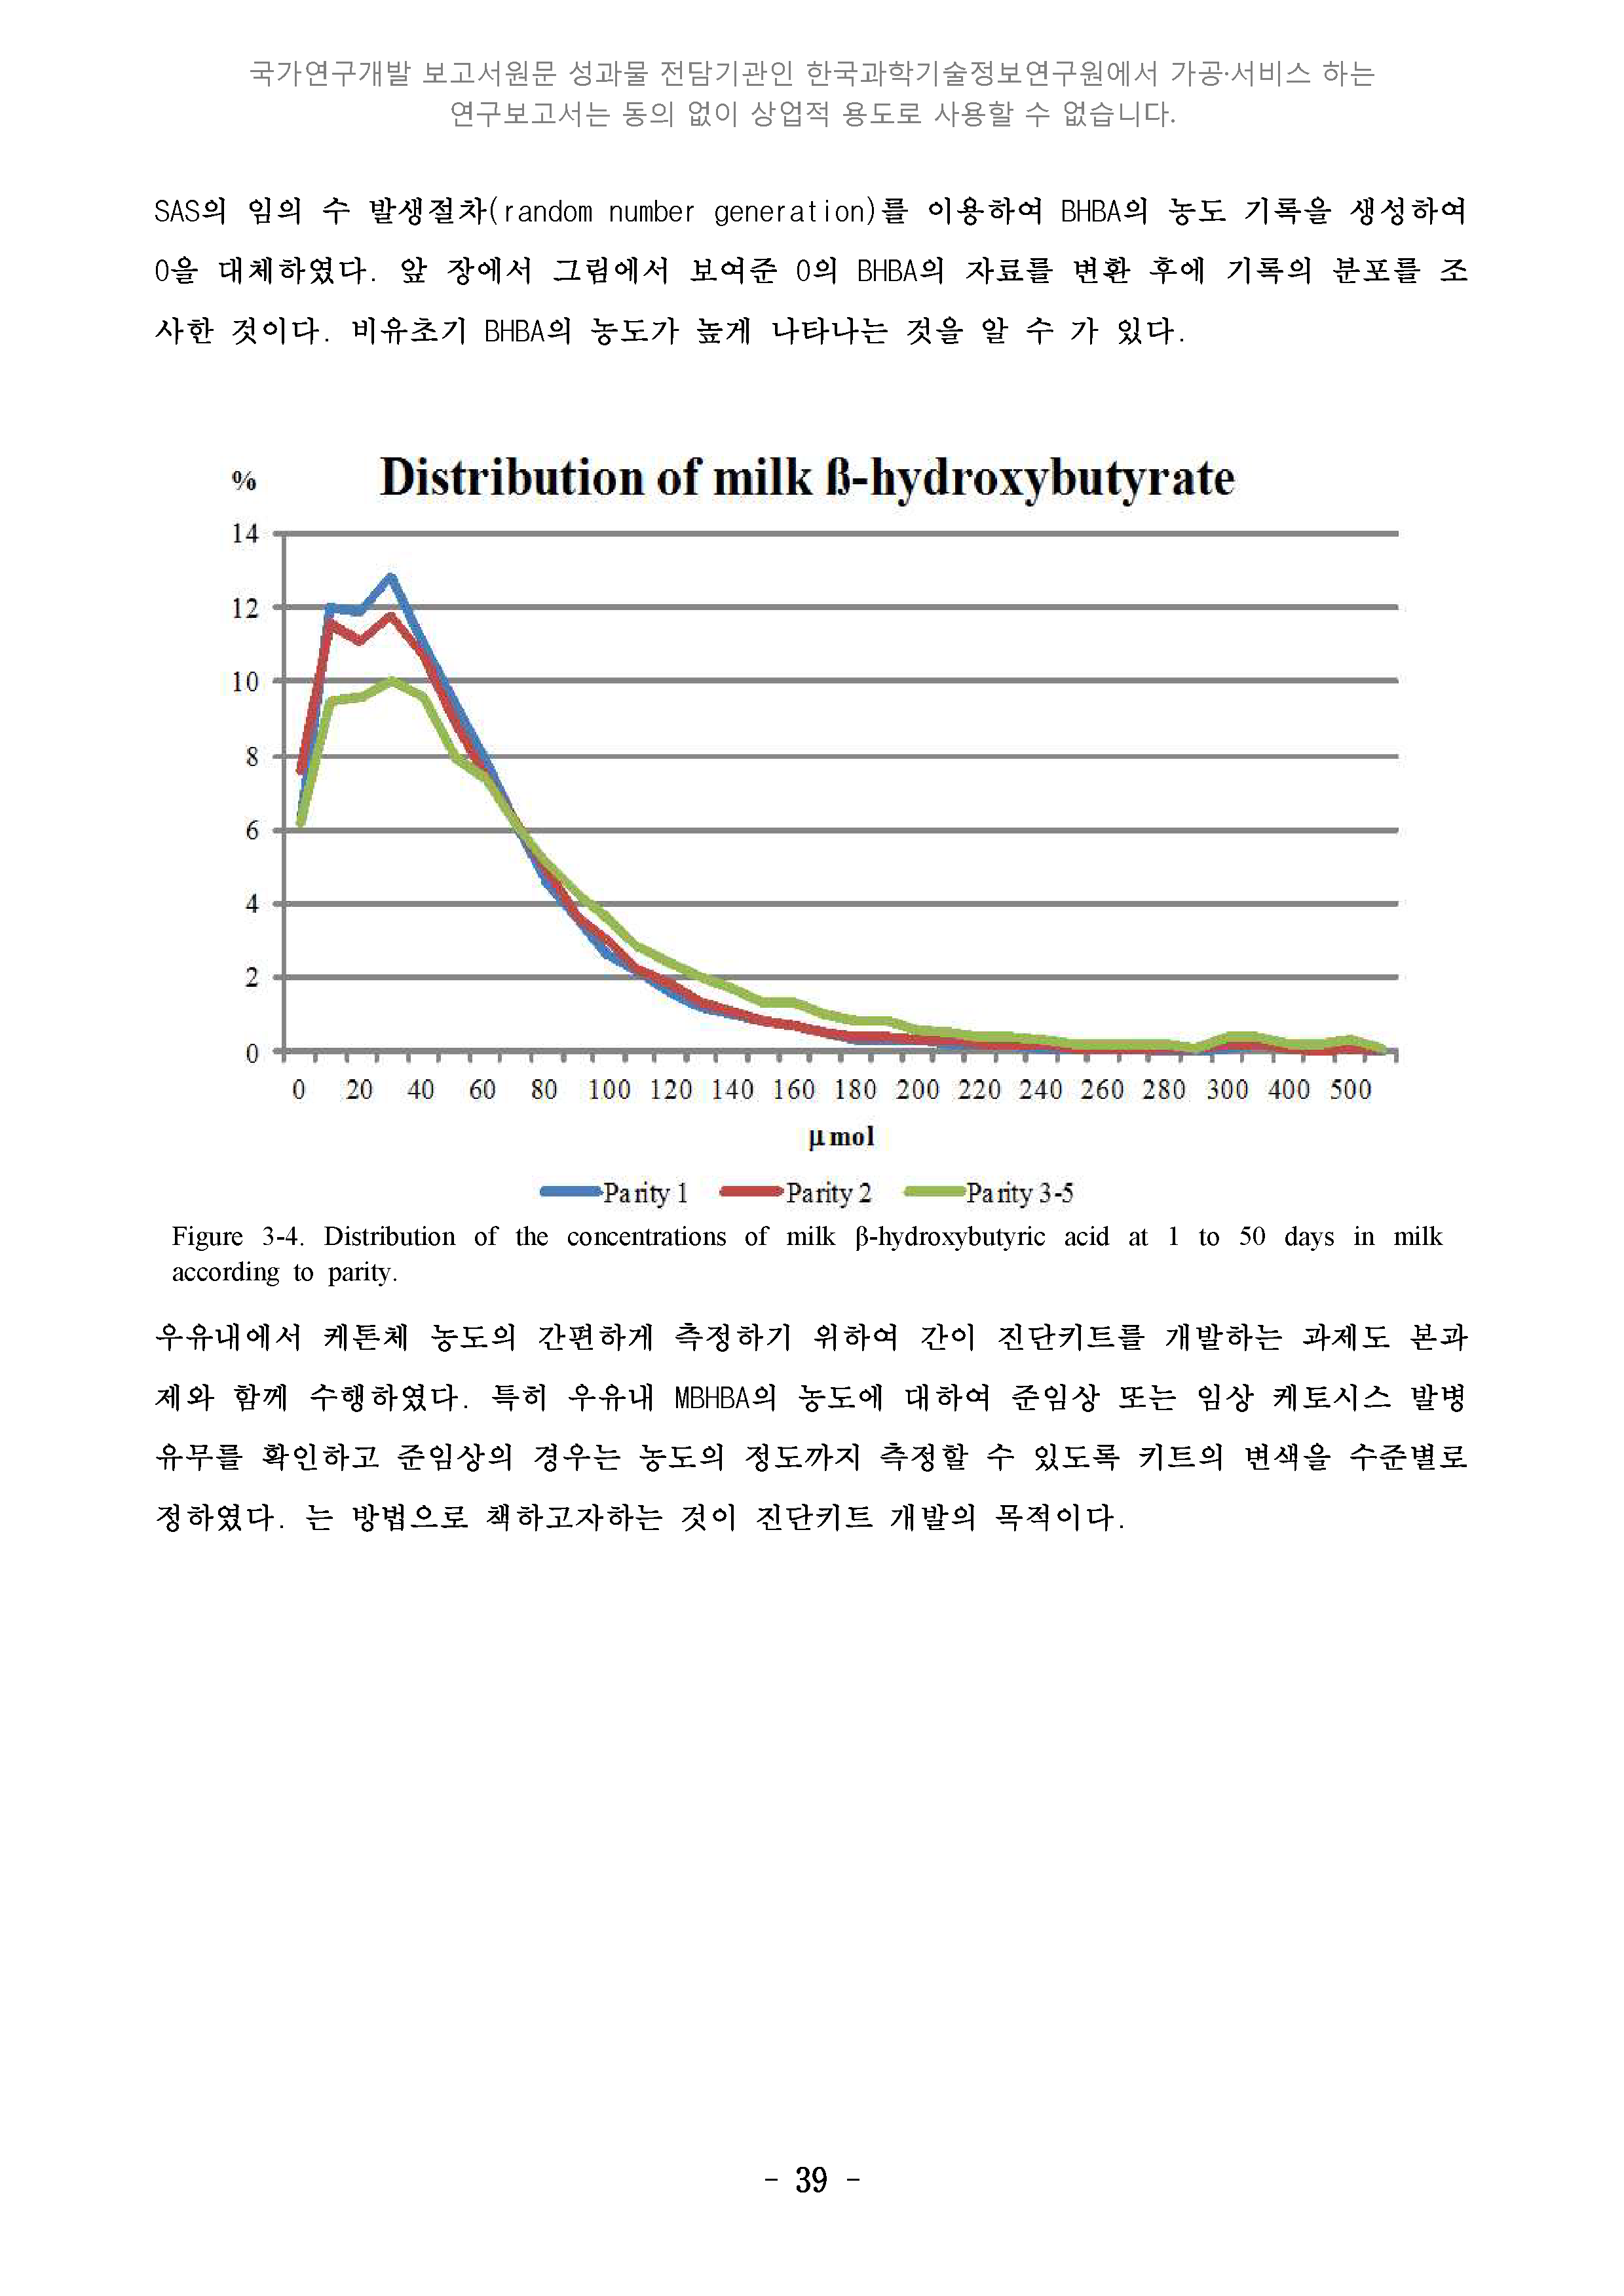 국가연구개발 보고서원문 성과물 전담기관인 한국과학기술정보연구원에서 가공·서비스 하는
연구보고서는 동의 없이 상업적 용도로 사용할 수 없습니다.
SAS의 임의 수 발생절차(random number generation)를 이용하여 BHBA의 농도 기록을 생성하여
0을 대체하였다. 앞 장에서 그림에서 보여준 0의 BHBA의 자료를 변환 후에 기록의 분포를 조
사한 것이다. 비유초기 BHBA의 농도가 높게 나타나는 것을 알 수 가 있다.
% Distribution of milk ß-hydroxybutyrate
14
12
10
8
6
4
2
0
0 20 40 60 80 100 120 140 160 180 200 220 240 260 280 300 400 500
μmol
Parity 1 Parity 2 Parity 3-5
Figure 3-4. Distribution of the concentrations of milk β-hydroxybutyric acid at 1 to 50 days in milk
according to parity.
우유내에서 케톤체 농도의 간편하게 측정하기 위하여 간이 진단키트를 개발하는 과제도 본과
제와 함께 수행하였다. 특히 우유내 MBHBA의 농도에 대하여 준임상 또는 임상 케토시스 발병
유무를 확인하고 준임상의 경우는 농도의 정도까지 측정할 수 있도록 키트의 변색을 수준별로
정하였다. 는 방법으로 책하고자하는 것이 진단키트 개발의 목적이다.
- 39 -